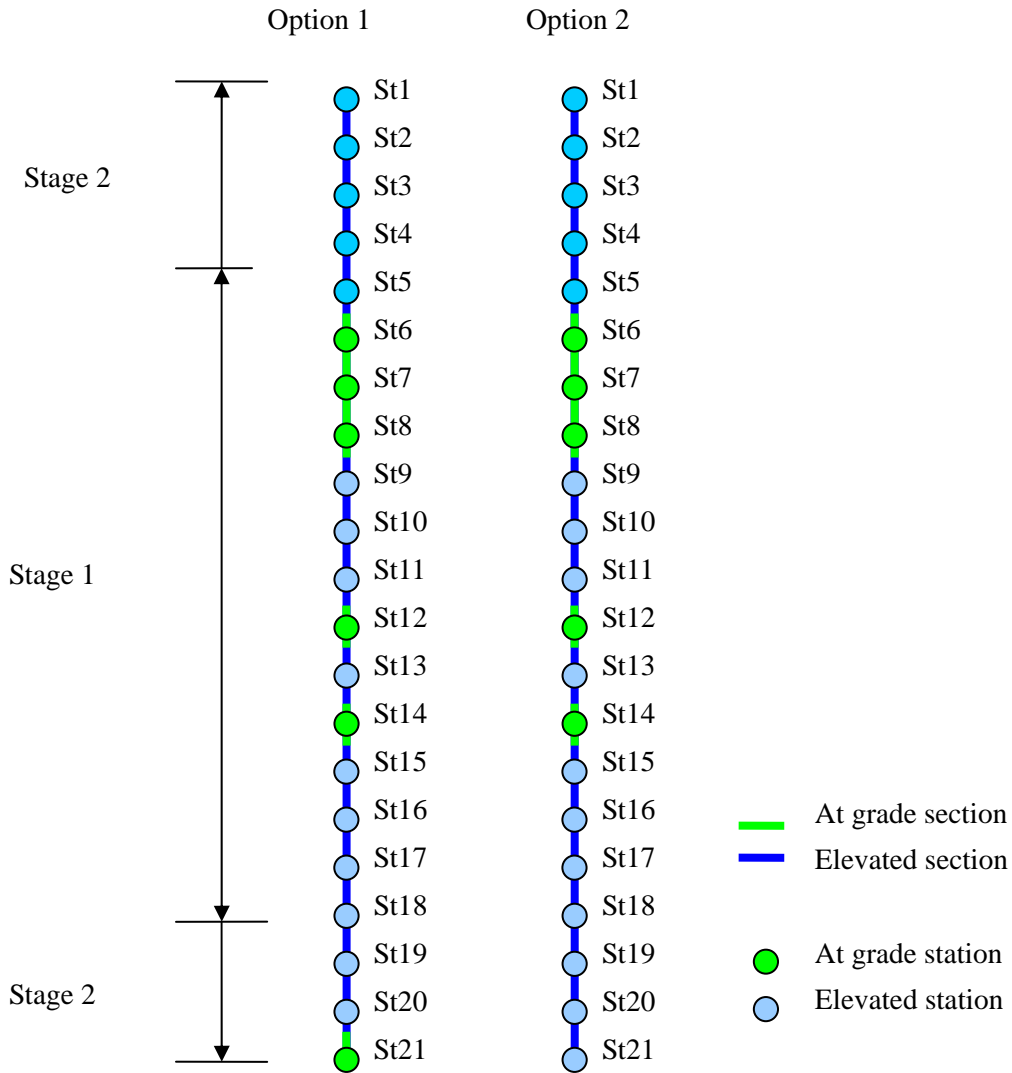 Option 1
Option 2
Stage 2
Stage 1
Stage 2
St1
St2
St3
St4
St5
St6
St7
St8
St9
St10
St11
St12
St13
St14
St15
St16
St17
St18
St19
St20
St21
St1
St2
St3
St4
St5
St6
St7
St8
St9
St10
St11
St12
St13
St14
St15
St16
St17
St18
St19
St20
St21
At grade section
Elevated section
At grade station
Elevated station